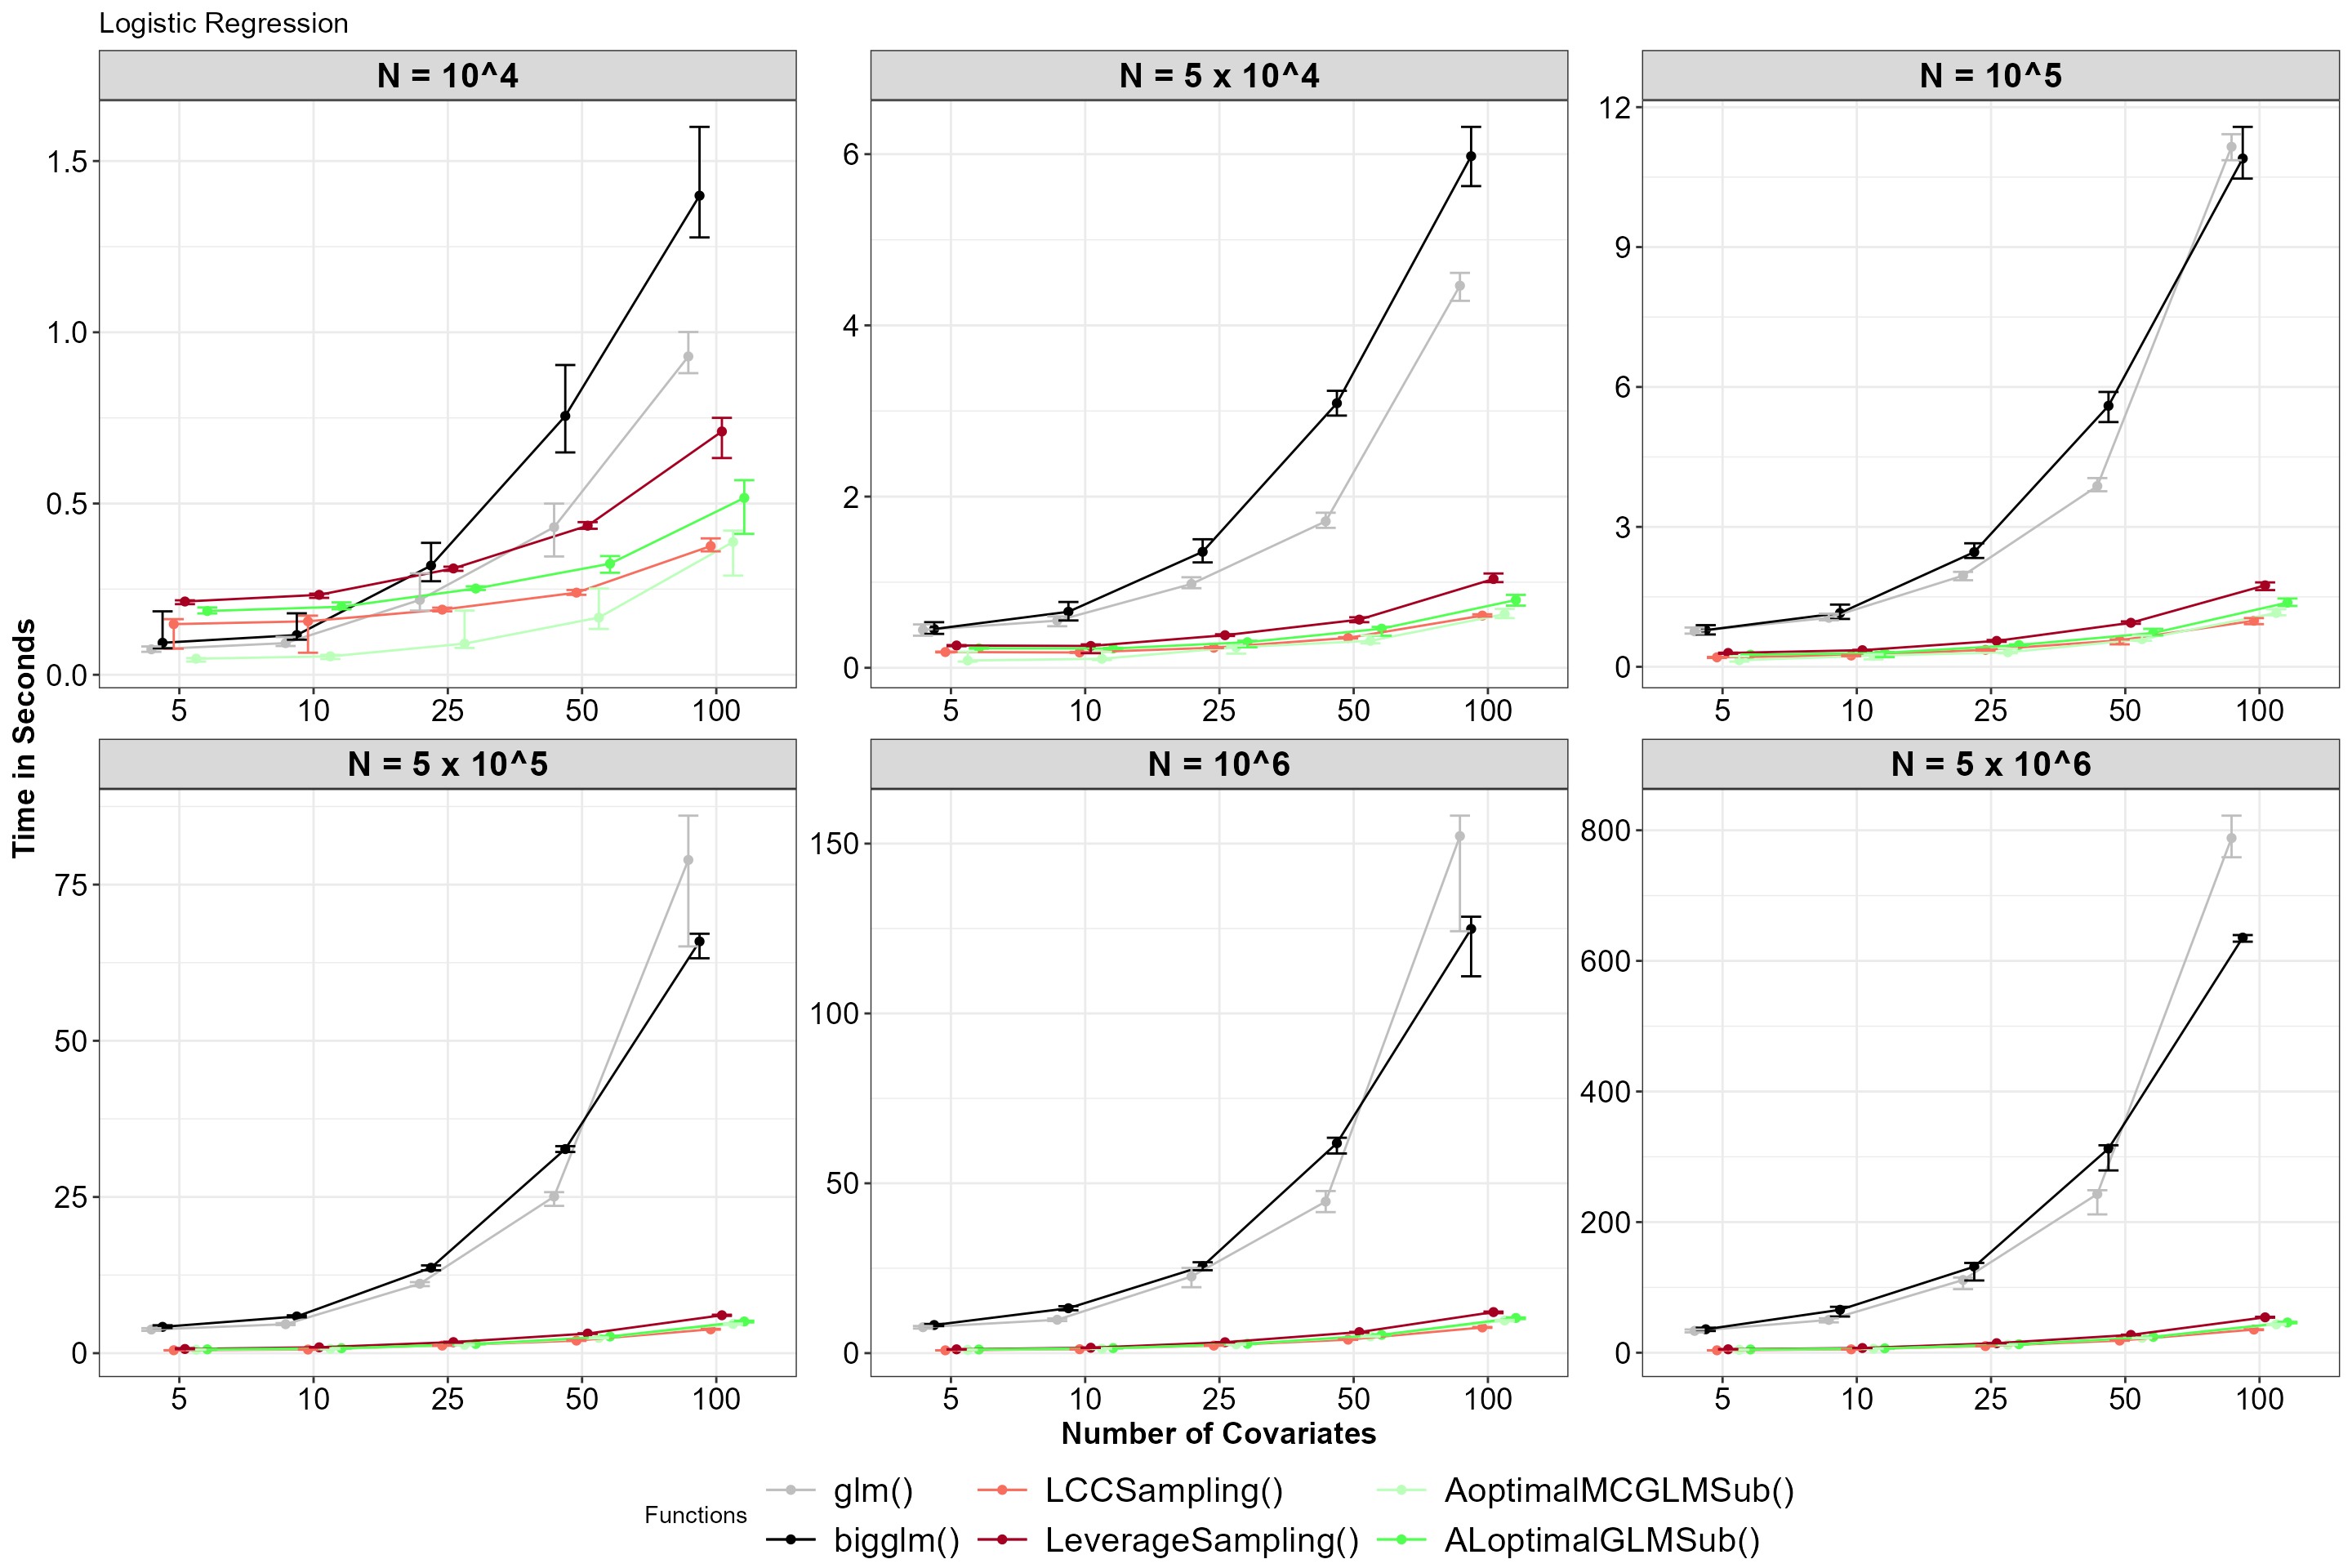 Logistic Regression
N = 10^4
N = 5 x 10^4
N = 10^5
1.5
1.0
0.5
0.0
6
4
2
0
12
9
6
3
0
5 10 25 50 100
5 10 25 50 100
5 10 25 50 100
Time in Seconds
N = 5 x 10^5
N = 10^6
N = 5 x 10^6
75
50
25
0
150
100
50
0
800
600
400
200
0
5 10 25 50 100
5 10 25 50 100
5 10 25 50 100
Number of Covariates
Functions
glm()
LCCSampling()
AoptimalMCGLMSub()
bigglm()
LeverageSampling()
ALoptimalGLMSub()